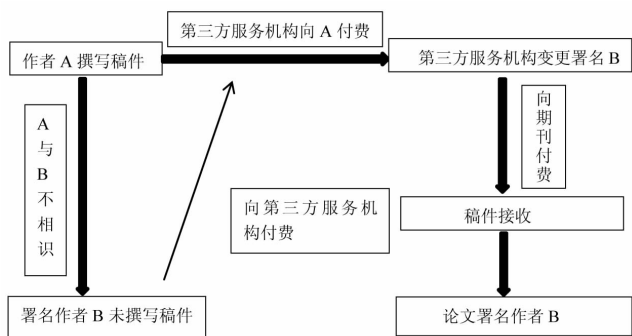 第三方服务机构向 A 付费
作者 A 撰写稿件
第三方服务机构变更署名 B
A
与
B
不
相
识
向
期
刊
付
费
向第三方服务机
构付费
稿件接收
署名作者 B 未撰写稿件
论文署名作者 B